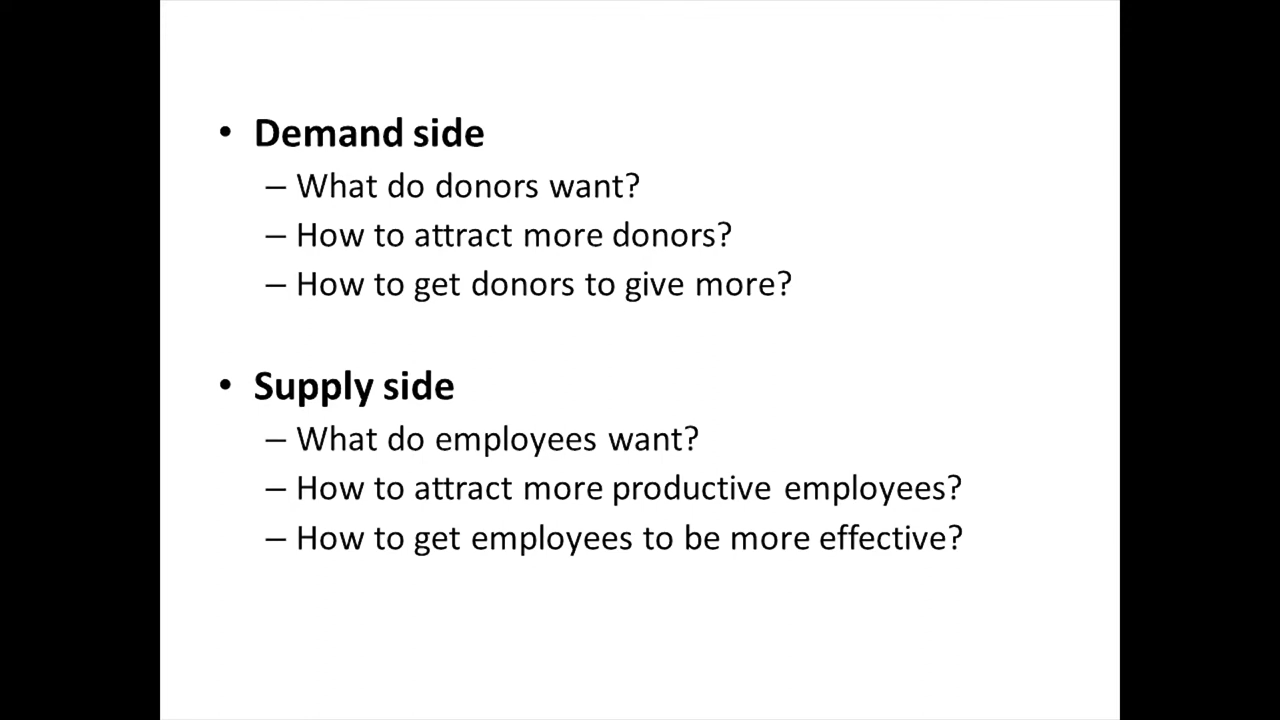 • Demand side
– What do donors want?
– How to attract more donors?
– How to get donors to give more?
• Supply side
– What do employees want?
– How to attract more productive employees?
– How to get employees to be more effective?